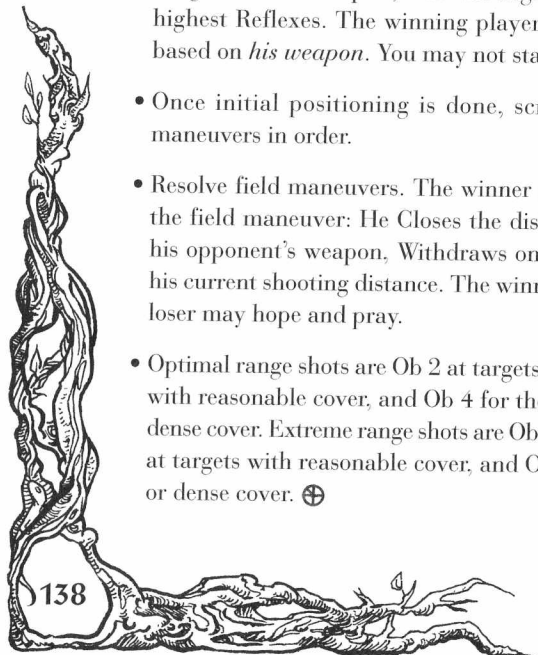 highest Reflexes. The winning player
based on his weapon. You may not sta
• Once initial positioning is done, scr
maneuvers in order.
• Resolve field maneuvers. The winner
the field maneuver: He Closes the dis
his opponent's weapon, Withdraws on
his current shooting distance. The winn
loser may hope and pray.
• Optimal range shots are Ob 2 at targets
with reasonable cover, and Ob 4 for the
dense cover. Extreme range shots are Ob
at targets with reasonable cover, and O
or dense cover.
138